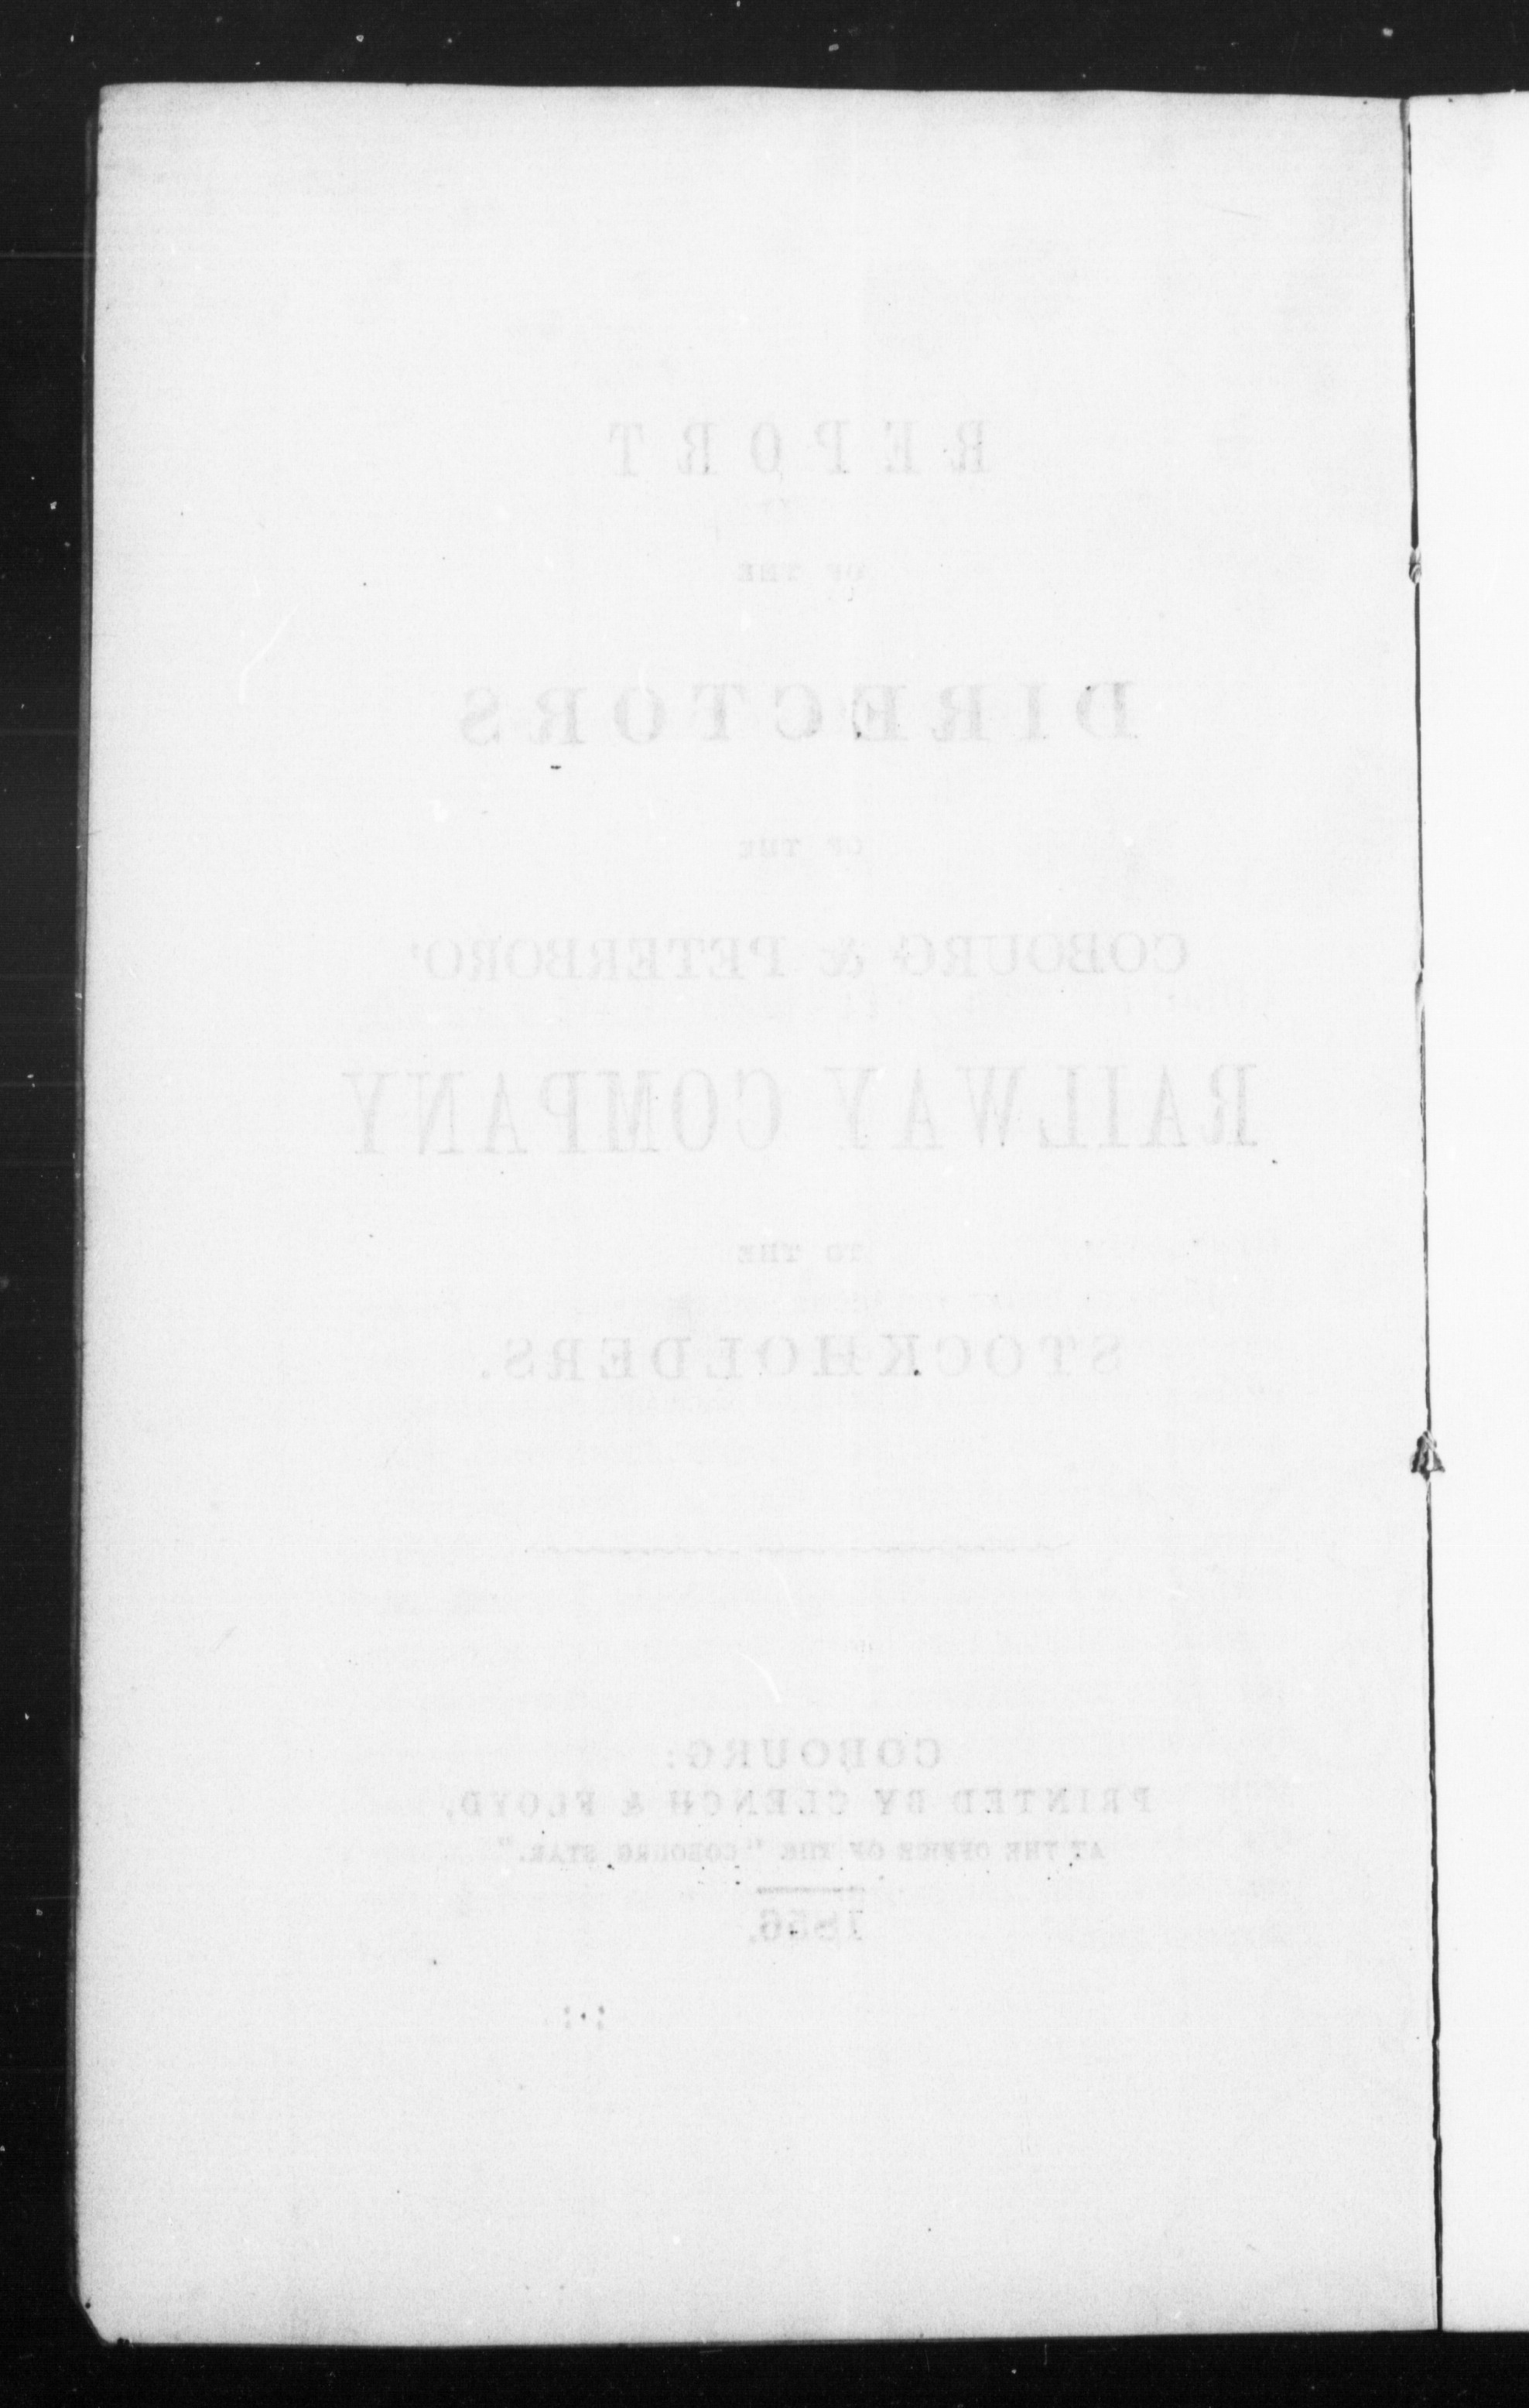 REPORT
OF THE
DIRECTORS
OF THE
COBOURG & PETERBORO'
RAILWAY COMPANY
TO THE
STOCKHOLDERS.
COBOURG:
PRINTED BY CLENCH & FLOYD,
AT THE OFFICE OF THE "COBOURG STAR."
1856.